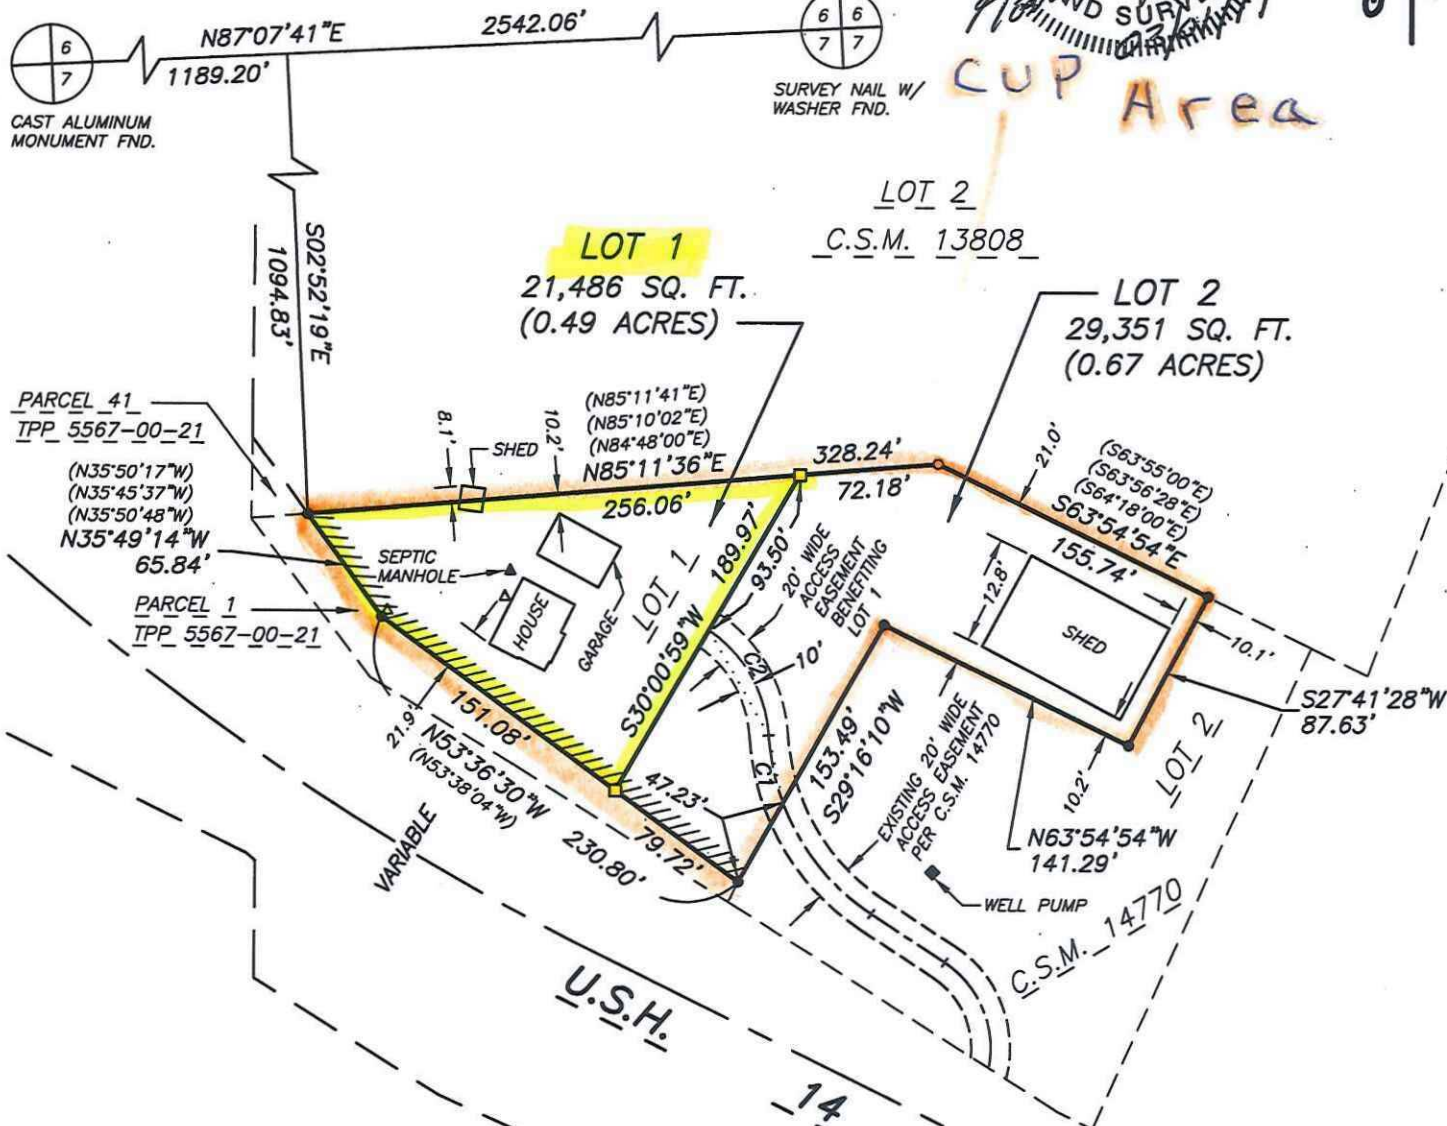 6
7
N87°07'41"E
2542.06'
1189.20'
6 6
7 7
CAST ALUMINUM
MONUMENT FND.
SURVEY NAIL W/
WASHER FND.
ND SURV
CUP Area
LOT 2
C.S.M. 13808
S02°52'19"E
1094.83'
LOT 1
21,486 SQ. FT.
(0.49 ACRES)
LOT 2
29,351 SQ. FT.
(0.67 ACRES)
PARCEL 41
TPP 5567-00-21
(N35°50'17"W)
(N35°45'37"W)
(N35°50'48"W)
N35°49'14"W
65.84'
PARCEL 1
TPP 5567-00-21
8.1'
SHED
10.2'
(N85°11'41"E)
(N85°10'02"E)
(N84°48'00"E)
N85°11'36"E
256.06'
328.24'
72.18'
21.0'
(S63°55'00"E)
(S63°56'28"E)
(S64°18'00"E)
S63°54'54"E
155.74'
SEPTIC
MANHOLE
HOUSE
GARAGE
LOT 1
189.97'
S30°00'59"W
93.50'
20' WIDE
ACCESS
EASEMENT
BENEFITING
LOT 1
C2
10'
C1
12.8'
SHED
10.1'
S27°41'28"W
87.63'
LOT 2
10.2'
N63°54'54"W
141.29'
153.49'
S29°16'10"W
EXISTING 20' WIDE
ACCESS EASEMENT
PER C.S.M. 14770
WELL PUMP
C.S.M. 14770
21.9'
151.08'
N53°36'30"W
(N53°38'04"W)
230.80'
47.23'
79.72'
VARIABLE
U.S.H.
14